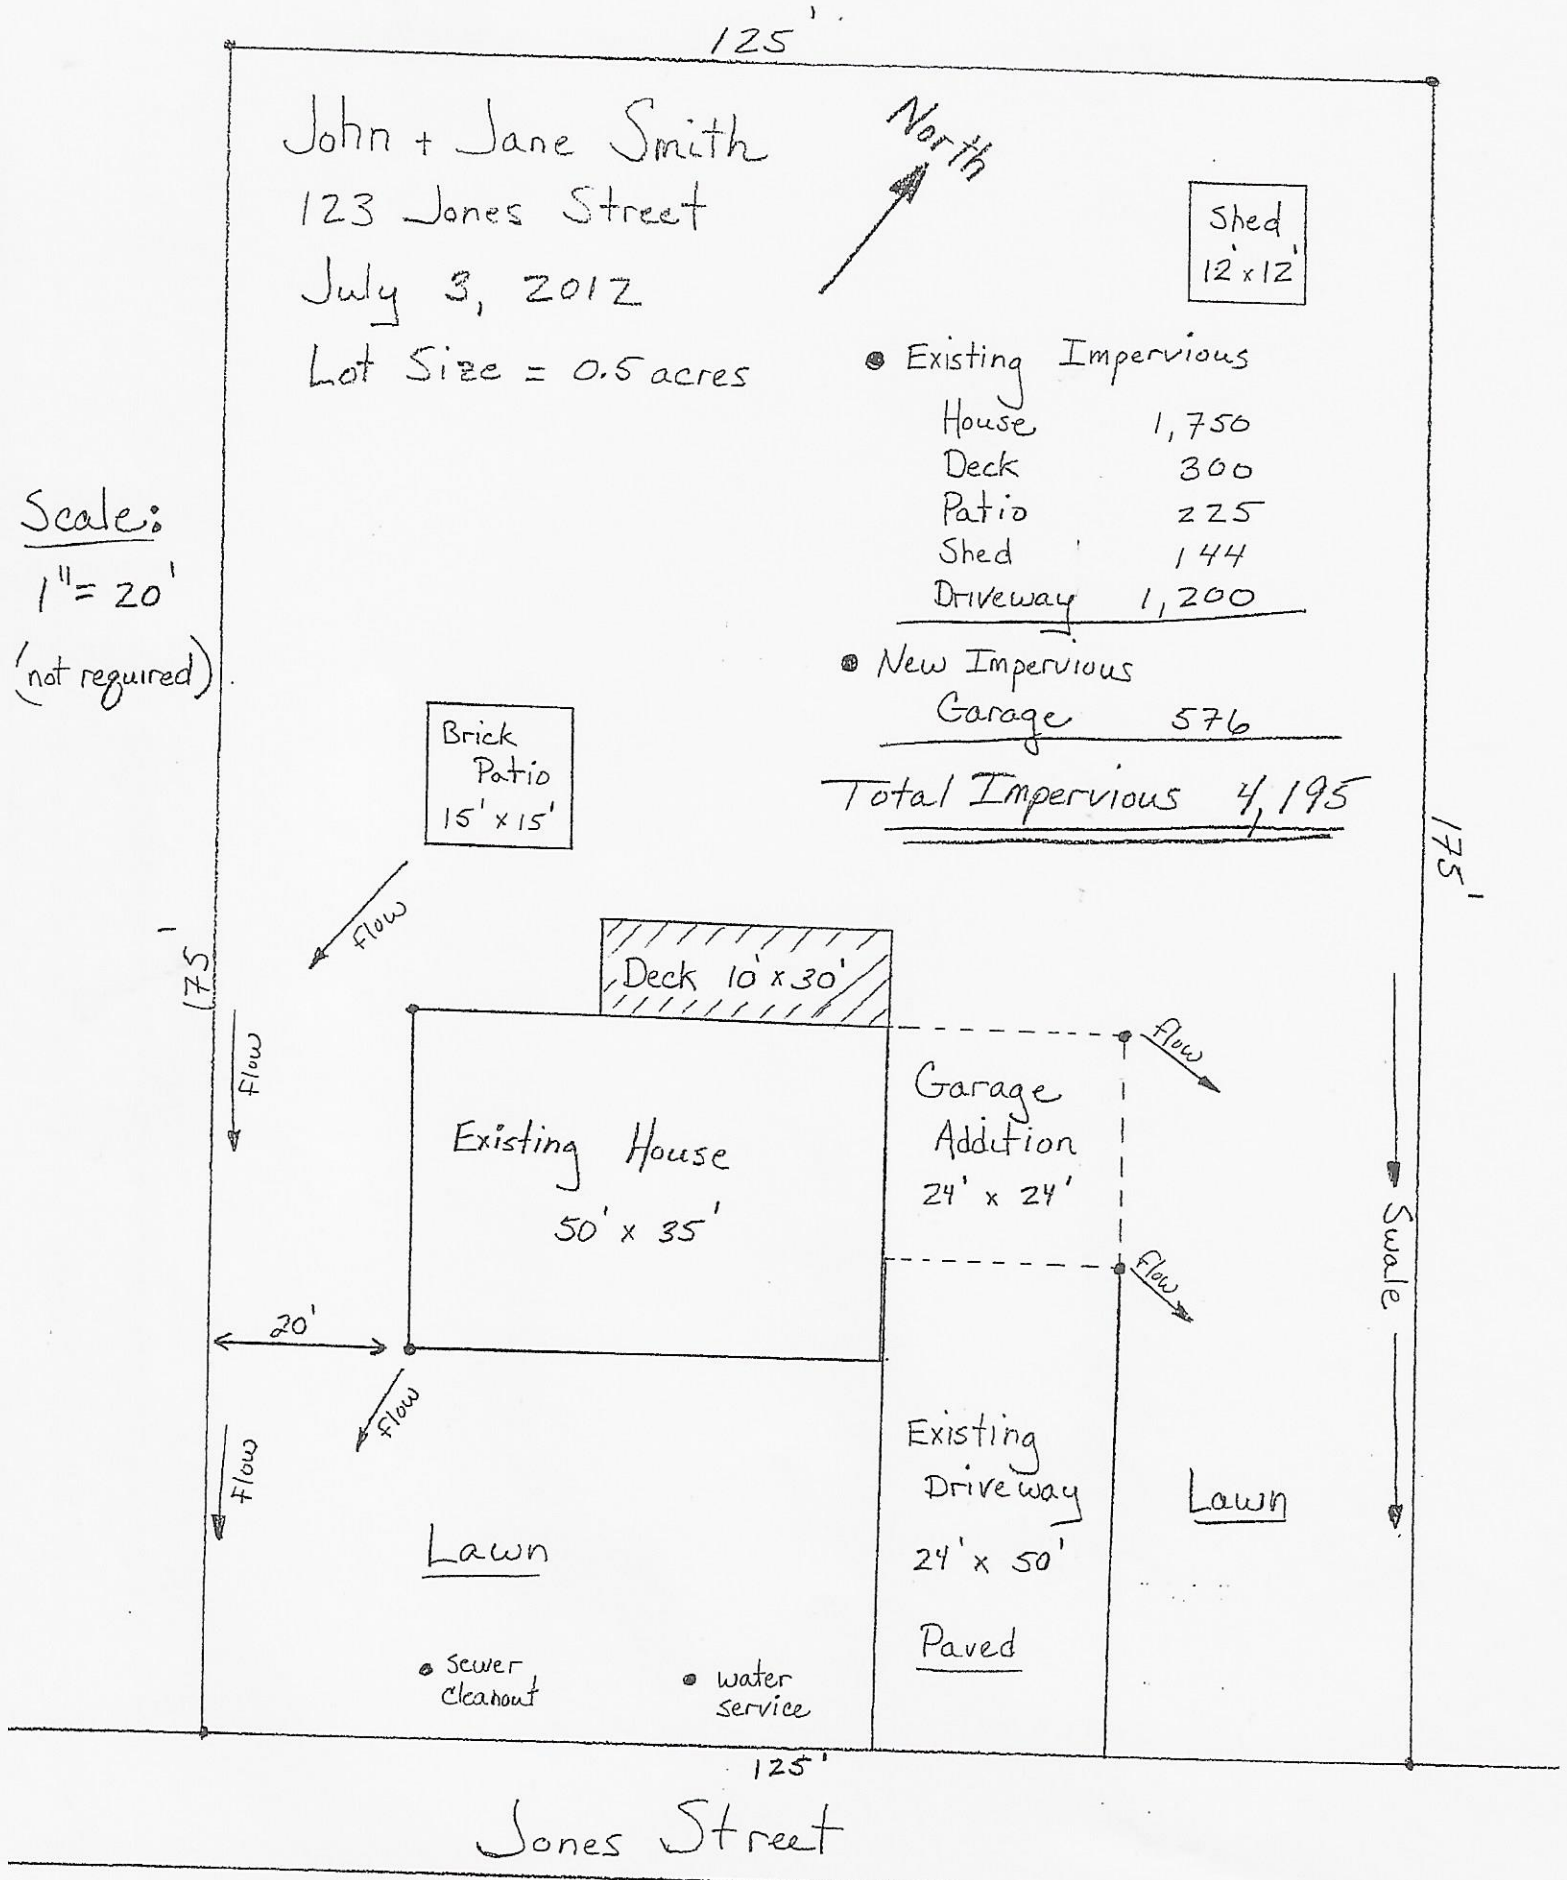 125'
John + Jane Smith
123 Jones Street
July 3, 2012
Lot Size = 0.5 acres
North
Shed
12' x 12'
• Existing Impervious
House 1,750
Deck 300
Patio 225
Shed 144
Driveway 1,200
• New Impervious
Garage 576
Total Impervious 4,195
Scale:
1" = 20'
(not required)
Brick
Patio
15' x 15'
175'
175'
flow
Deck 10' x 30'
flow
flow
Garage
Addition
24' x 24'
Existing House
50' x 35'
Swale
flow
20'
flow
flow
Existing
Driveway
24' x 50'
Paved
Lawn
Lawn
• sewer
cleanout
• water
service
125'
Jones Street